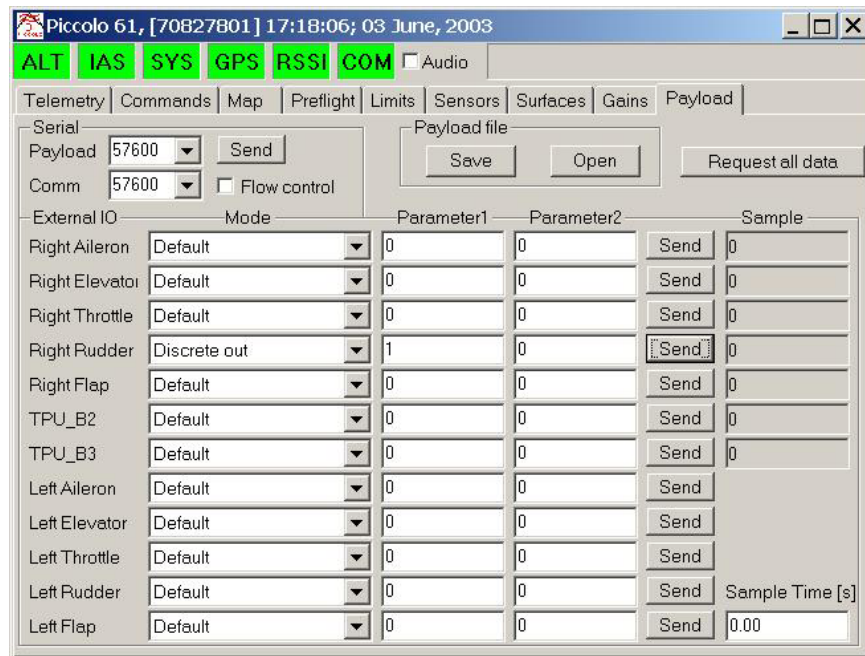 Piccolo 61, [70827801] 17:18:06; 03 June, 2003
ALT IAS SYS GPS RSSI COM Audio
Telemetry Commands Map Preflight Limits Sensors Surfaces Gains Payload
Serial Payload file
Payload 57600 Send Save Open Request all data
Comm 57600 Flow control
External IO Mode Parameter1 Parameter2 Sample
Right Aileron Default 0 0 Send 0
Right Elevator Default 0 0 Send 0
Right Throttle Default 0 0 Send 0
Right Rudder Discrete out 1 0 Send 0
Right Flap Default 0 0 Send 0
TPU_B2 Default 0 0 Send 0
TPU_B3 Default 0 0 Send 0
Left Aileron Default 0 0 Send
Left Elevator Default 0 0 Send
Left Throttle Default 0 0 Send
Left Rudder Default 0 0 Send Sample Time [s]
Left Flap Default 0 0 Send 0.00